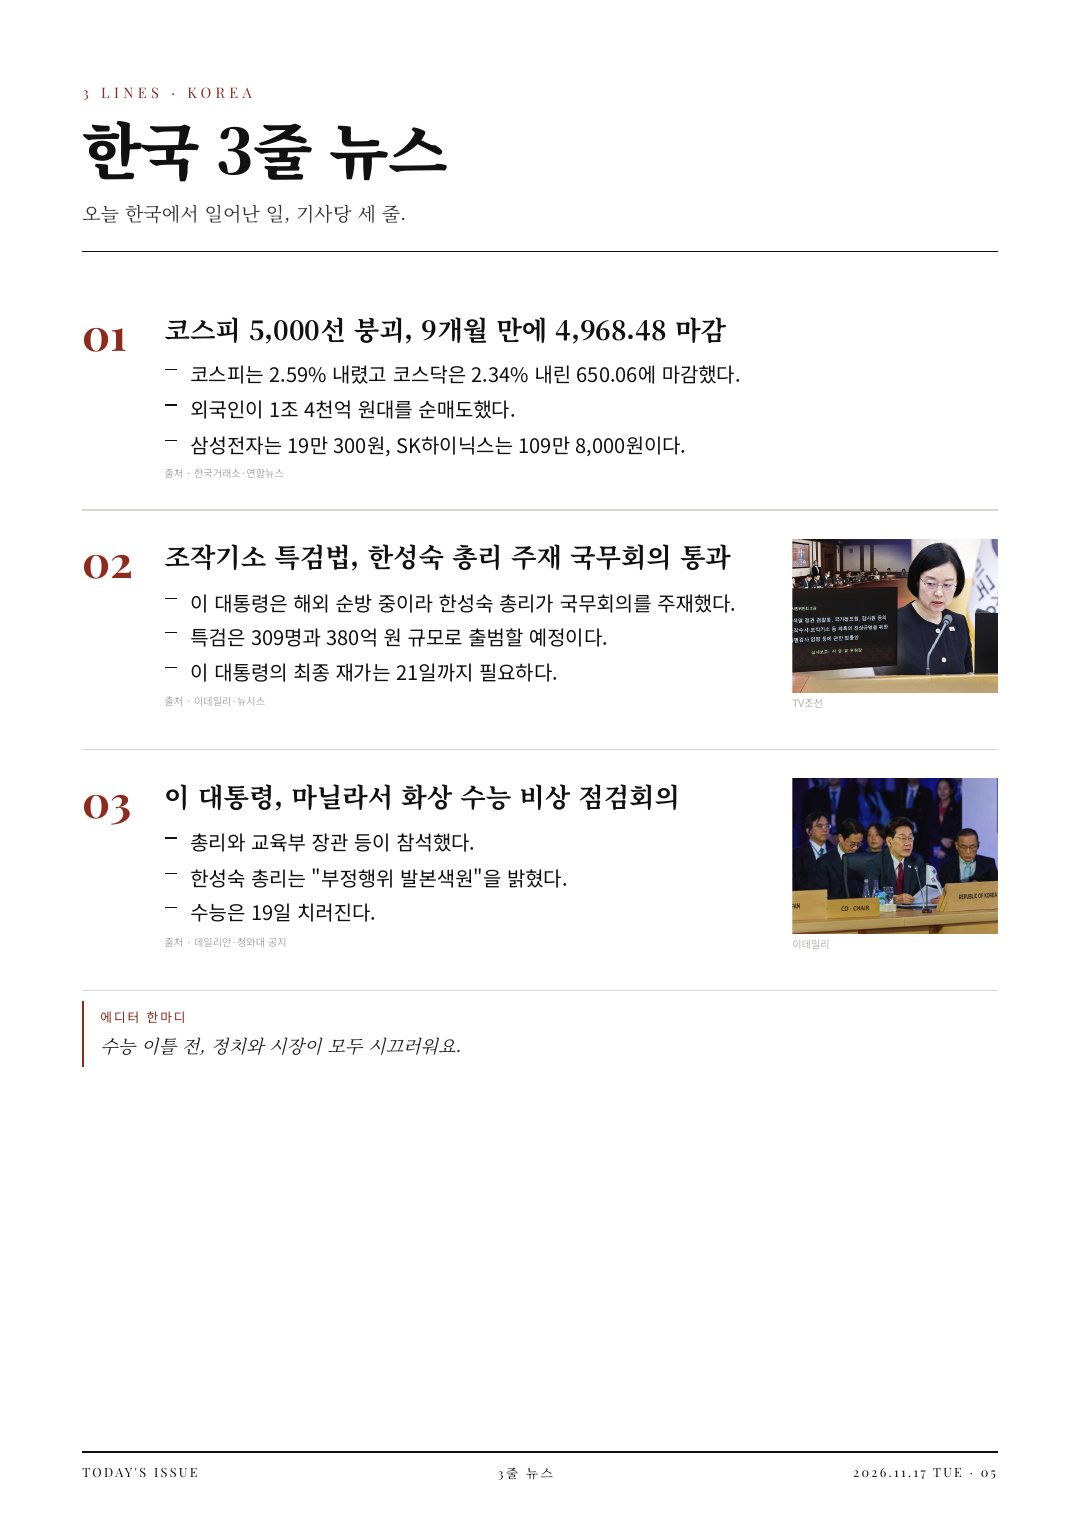 3 LINES · KOREA
한국 3줄 뉴스
오늘 한국에서 일어난 일, 기사당 세 줄.
01
코스피 5,000선 붕괴, 9개월 만에 4,968.48 마감
코스피는 2.59% 내렸고 코스닥은 2.34% 내린 650.06에 마감했다.
외국인이 1조 4천억 원대를 순매도했다.
삼성전자는 19만 300원, SK하이닉스는 109만 8,000원이다.
출처 · 한국거래소·연합뉴스
02
조작기소 특검법, 한성숙 총리 주재 국무회의 통과
이 대통령은 해외 순방 중이라 한성숙 총리가 국무회의를 주재했다.
특검은 309명과 380억 원 규모로 출범할 예정이다.
이 대통령의 최종 재가는 21일까지 필요하다.
출처 · 이데일리·뉴시스
TV조선
03
이 대통령, 마닐라서 화상 수능 비상 점검회의
총리와 교육부 장관 등이 참석했다.
한성숙 총리는 "부정행위 발본색원"을 밝혔다.
수능은 19일 치러진다.
출처 · 데일리안·청와대 공지
CO - CHAIR
REPUBLIC OF KOREA
이데일리
에디터 한마디
수능 이틀 전, 정치와 시장이 모두 시끄러워요.
TODAY'S ISSUE
3줄 뉴스
2026.11.17 TUE · 05